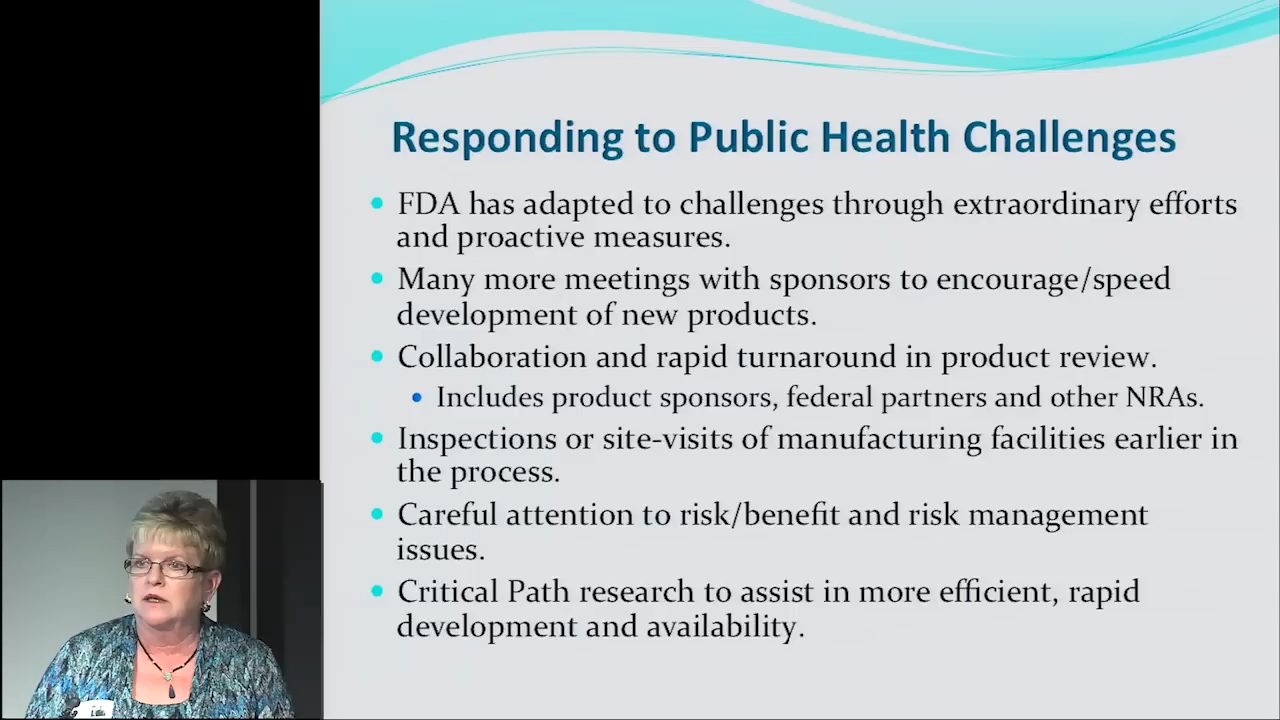 Responding to Public Health Challenges
• FDA has adapted to challenges through extraordinary efforts
and proactive measures.
• Many more meetings with sponsors to encourage/speed
development of new products.
• Collaboration and rapid turnaround in product review.
• Includes product sponsors, federal partners and other NRAs.
• Inspections or site-visits of manufacturing facilities earlier in
the process.
• Careful attention to risk/benefit and risk management
issues.
• Critical Path research to assist in more efficient, rapid
development and availability.